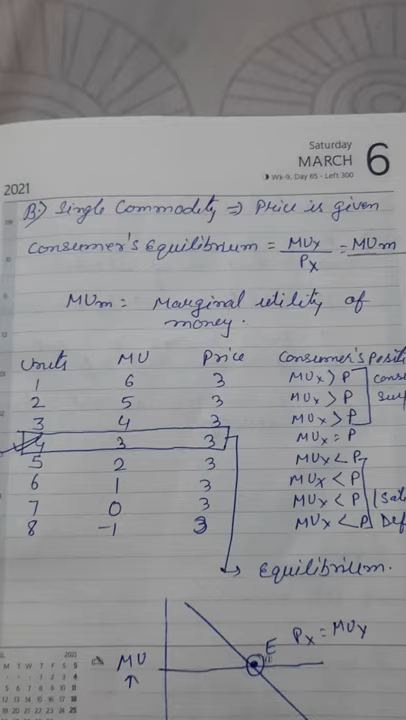 Saturday
MARCH 6
Wk-9, Day 65 - Left 300
2021
B) Single Commodity ⇒ Price is given
Consumer's Equilibrium = MUx / Px = MUm
MUm = Marginal utility of
money.
Units MU Price Consumer's
1 6 3 MUx > P
2 5 3 MUx > P
3 4 3 MUx > P
4 3 3 MUx = P
5 2 3 MUx < P
6 1 3 MUx < P
7 0 3 MUx < P
8 -1 3 MUx < P
Equilibrium.
E Px = MUx
MU ↑
2021
M T W T F S S